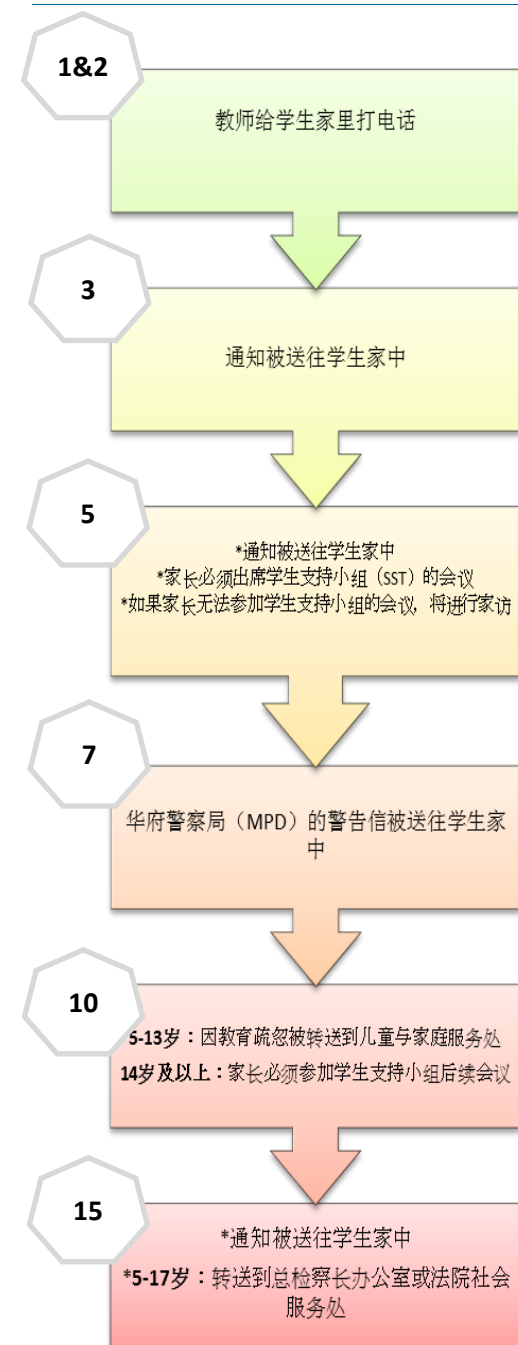 1&2
教师给学生家里打电话
3
通知被送往学生家中
5
*通知被送往学生家中
*家长必须出席学生支持小组（SST）的会议
*如果家长无法参加学生支持小组的会议，将进行家访
7
华府警察局（MPD）的警告信被送往学生家
中
10
5-13岁：因教育疏忽被转送到儿童与家庭服务处
14岁及以上：家长必须参加学生支持小组后续会议
15
*通知被送往学生家中
*5-17岁：转送到总检察长办公室或法院社会
服务处